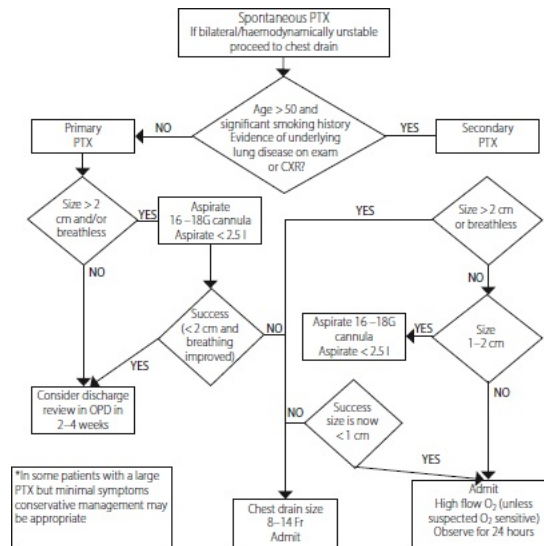 Spontaneous PTX
If bilateral/haemodynamically unstable
proceed to chest drain
Age > 50 and
significant smoking history
Evidence of underlying
lung disease on exam
or CXR?
NO
YES
Primary
PTX
Secondary
PTX
Size > 2
cm and/or
breathless
YES
Aspirate
16 –18G cannula
Aspirate < 2.5 l
YES
Size > 2 cm
or breathless
NO
NO
Success
(< 2 cm and
breathing
improved)
NO
YES
Aspirate 16 –18G
cannula
Aspirate < 2.5 l
YES
Size
1–2 cm
NO
Consider discharge
review in OPD in
2–4 weeks
NO
Success
size is now
< 1 cm
YES
*In some patients with a large
PTX but minimal symptoms
conservative management may
be appropriate
Chest drain size
8–14 Fr
Admit
Admit
High flow O₂ (unless
suspected O₂ sensitive)
Observe for 24 hours